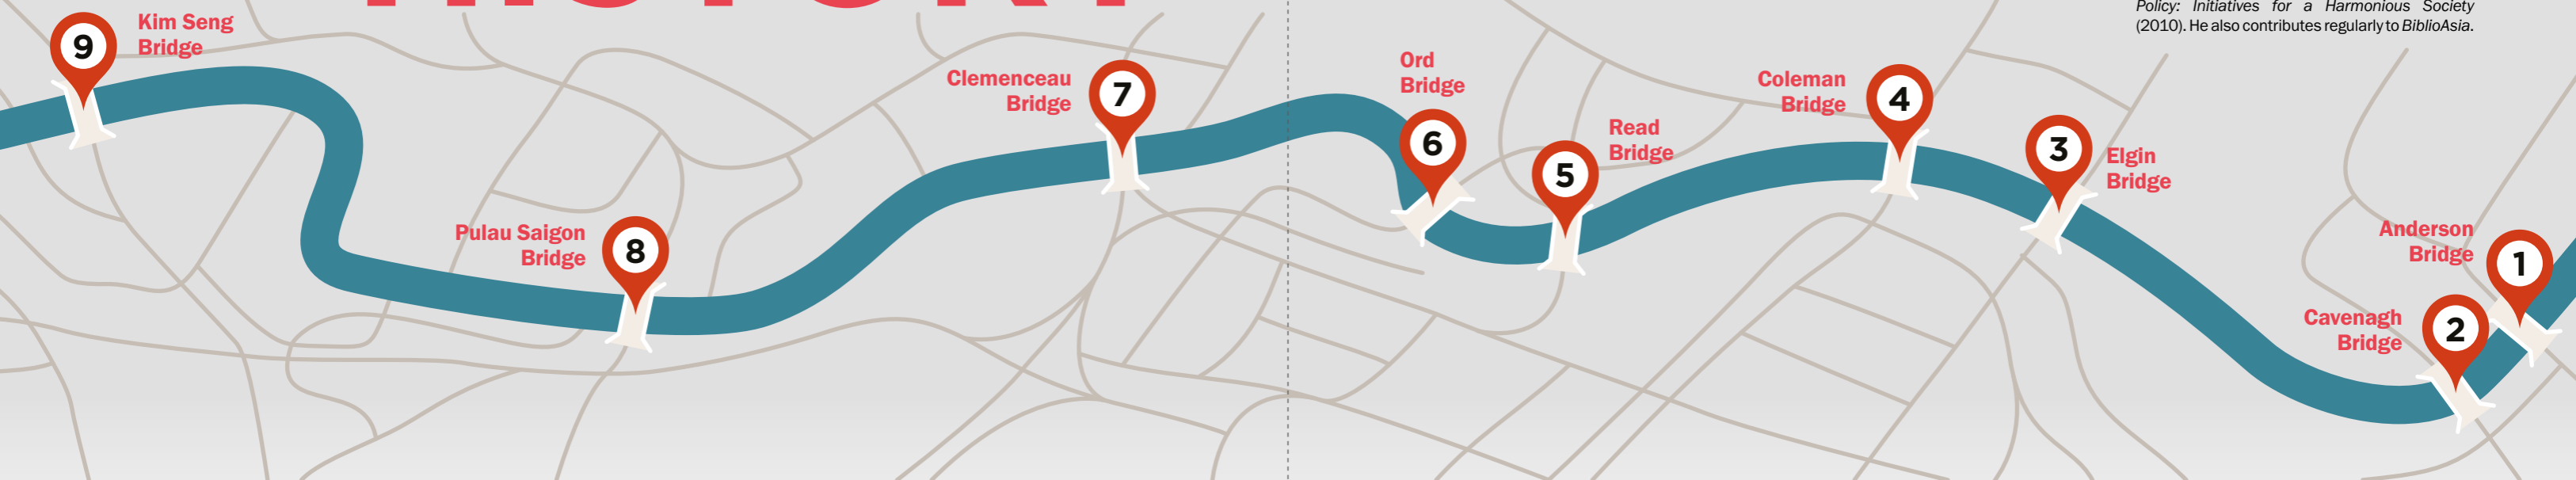 Policy: Initiatives for a Harmonious Society
(2010). He also contributes regularly to BiblioAsia.
9
Kim Seng
Bridge
Pulau Saigon
Bridge
8
Clemenceau
Bridge
7
Ord
Bridge
6
Read
Bridge
5
Coleman
Bridge
4
3
Elgin
Bridge
Anderson
Bridge
1
Cavenagh
Bridge
2